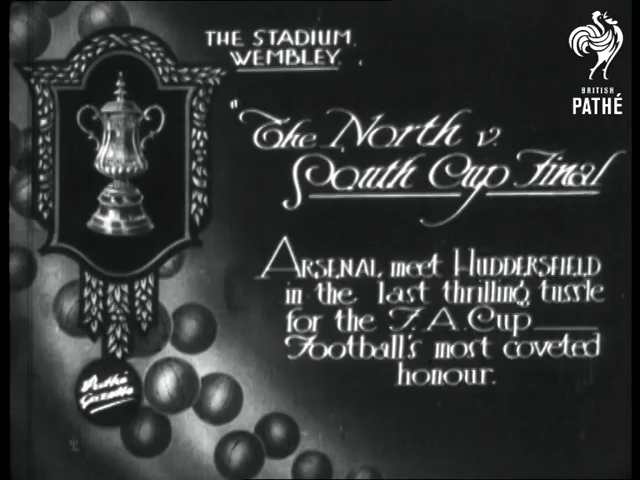 THE STADIUM,
WEMBLEY.
BRITISH
PATHÉ
"The North v.
South Cup Final
ARSENAL meet HUDDERSFIELD
in the last thrilling tussle
for the F.A. Cup
Football's most coveted
honour.
Pathe
Gazette